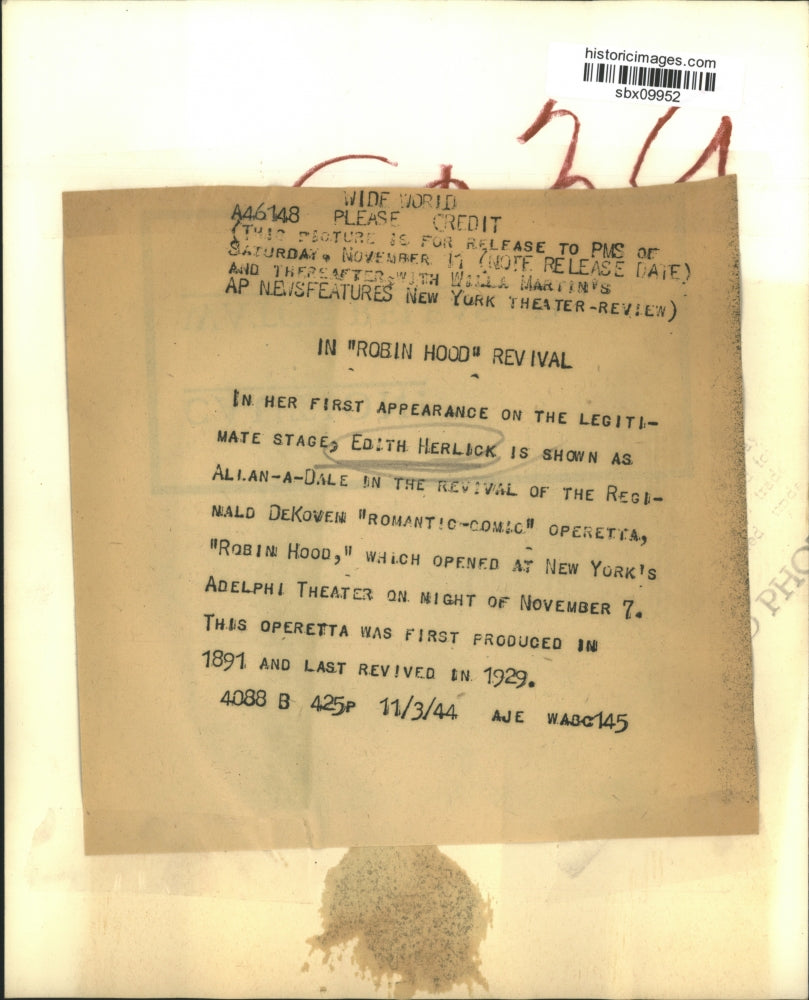 historicimages.com
sbx09952
WIDE WORLD
A46148 PLEASE CREDIT
(THIS PICTURE IS FOR RELEASE TO PMS OF
SATURDAY, NOVEMBER 11 (NOTE RELEASE DATE)
AND THEREAFTER WITH WILLA MARTIN'S
AP NEWSFEATURES NEW YORK THEATER-REVIEW)
IN "ROBIN HOOD" REVIVAL
IN HER FIRST APPEARANCE ON THE LEGITI-
MATE STAGE, EDITH HERLICK IS SHOWN AS
ALLAN-A-DALE IN THE REVIVAL OF THE REGI-
NALD DEKOVEN "ROMANTIC-COMIC" OPERETTA,
"ROBIN HOOD," WHICH OPENED AT NEW YORK'S
ADELPHI THEATER ON NIGHT OF NOVEMBER 7.
THIS OPERETTA WAS FIRST PRODUCED IN
1891 AND LAST REVIVED IN 1929.
4088 B 425P 11/3/44 AJE WABC145